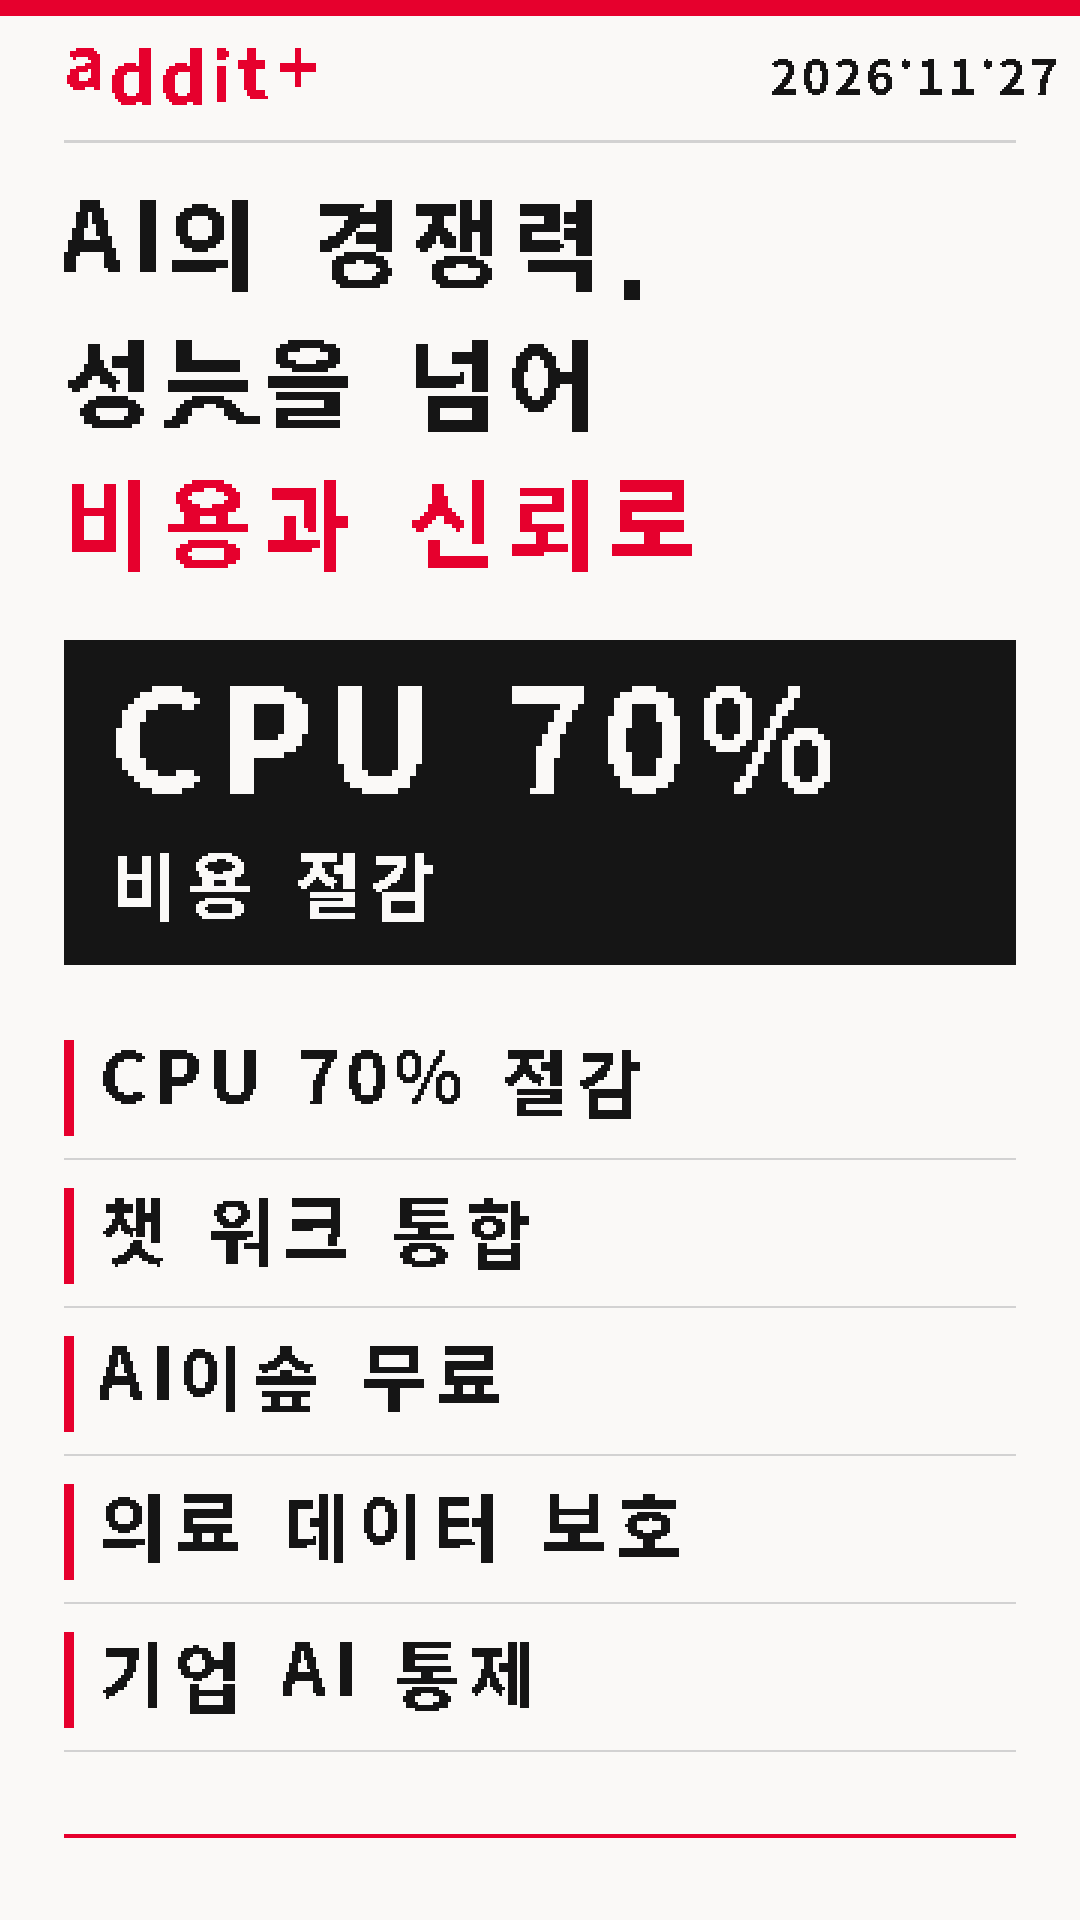 addit+
2026·11·27
AI의 경쟁력.
성늣을 넘어
비용과 신뢰로
CPU 70%
비용 절감
CPU 70% 절감
챗 워크 통합
AI이숲 무료
의료 데이터 보호
기업 AI 통제